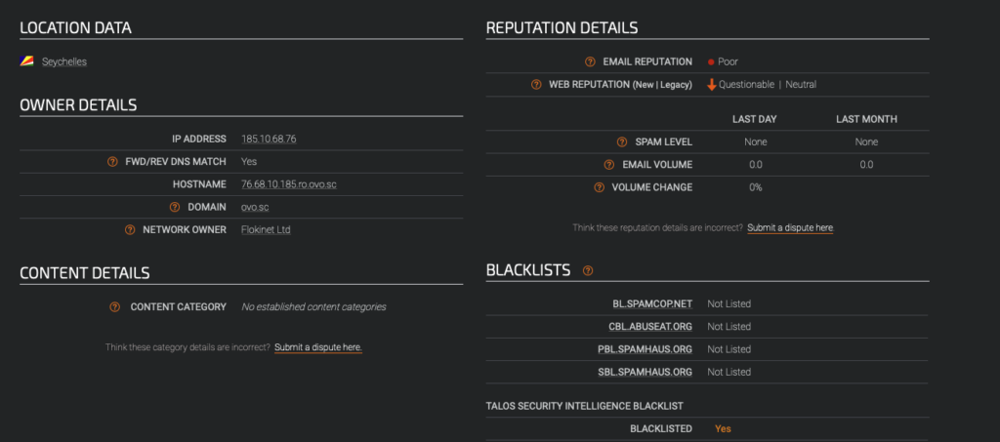 LOCATION DATA
Seychelles
OWNER DETAILS
IP ADDRESS 185.10.68.76
? FWD/REV DNS MATCH Yes
HOSTNAME 76.68.10.185.ro.ovo.sc
? DOMAIN ovo.sc
? NETWORK OWNER Flokinet Ltd
CONTENT DETAILS
? CONTENT CATEGORY No established content categories
Think these category details are incorrect? Submit a dispute here.
REPUTATION DETAILS
? EMAIL REPUTATION Poor
? WEB REPUTATION (New | Legacy) Questionable | Neutral
LAST DAY LAST MONTH
? SPAM LEVEL None None
? EMAIL VOLUME 0.0 0.0
? VOLUME CHANGE 0%
Think these reputation details are incorrect? Submit a dispute here.
BLACKLISTS ?
BL.SPAMCOP.NET Not Listed
CBL.ABUSEAT.ORG Not Listed
PBL.SPAMHAUS.ORG Not Listed
SBL.SPAMHAUS.ORG Not Listed
TALOS SECURITY INTELLIGENCE BLACKLIST
BLACKLISTED Yes